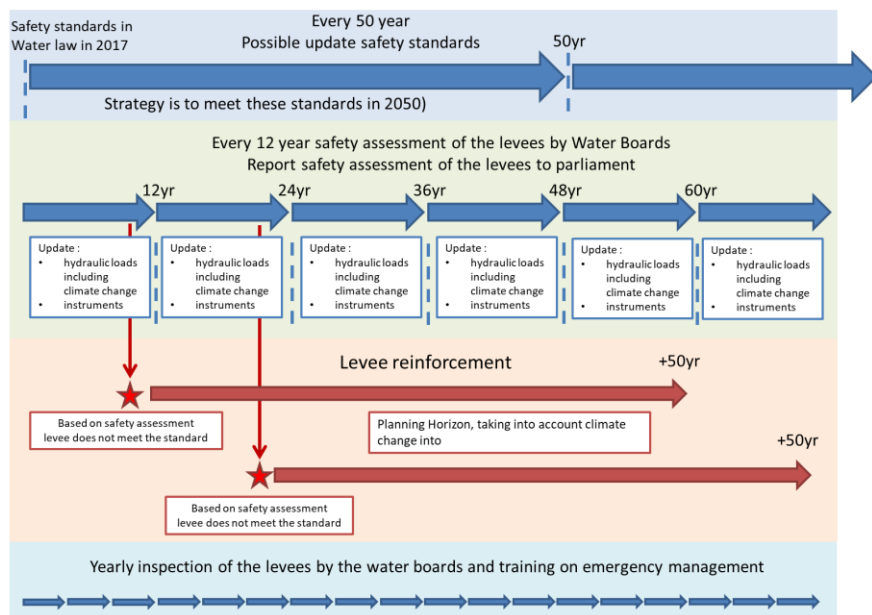 Safety standards in
Water law in 2017
Every 50 year
Possible update safety standards
50yr
Strategy is to meet these standards in 2050)
Every 12 year safety assessment of the levees by Water Boards
Report safety assessment of the levees to parliament
12yr
24yr
36yr
48yr
60yr
Update :
• hydraulic loads
including
climate change
• instruments
Update :
• hydraulic loads
including
climate change
• instruments
Update :
• hydraulic loads
including
climate change
• instruments
Update :
• hydraulic loads
including
climate change
• instruments
Update :
• hydraulic loads
including
climate change
• instruments
Update :
• hydraulic loads
including
climate change
• instruments
Levee reinforcement
+50yr
Based on safety assessment
levee does not meet the standard
Planning Horizon, taking into account climate
change into
+50yr
Based on safety assessment
levee does not meet the standard
Yearly inspection of the levees by the water boards and training on emergency management